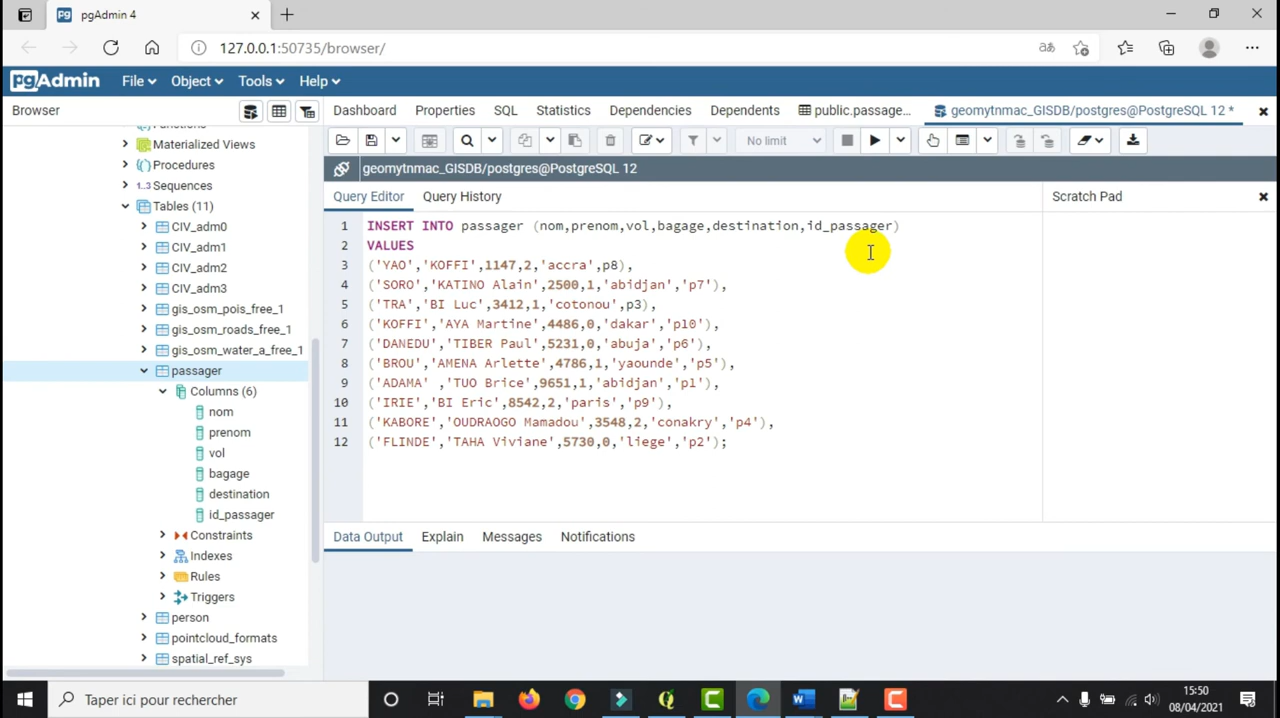 pgAdmin 4
127.0.0.1:50735/browser/
pgAdmin File Object Tools Help
Browser
Dashboard Properties SQL Statistics Dependencies Dependents public.passage... geomytnmac_GISDB/postgres@PostgreSQL 12 *
No limit
geomytnmac_GISDB/postgres@PostgreSQL 12
Query Editor Query History
Scratch Pad
Materialized Views
Procedures
1..3 Sequences
Tables (11)
CIV_adm0
CIV_adm1
CIV_adm2
CIV_adm3
gis_osm_pois_free_1
gis_osm_roads_free_1
gis_osm_water_a_free_1
passager
Columns (6)
nom
prenom
vol
bagage
destination
id_passager
Constraints
Indexes
Rules
Triggers
person
pointcloud_formats
spatial_ref_sys
1 INSERT INTO passager (nom,prenom,vol,bagage,destination,id_passager)
2 VALUES
3 ('YAO','KOFFI',1147,2,'accra',p8),
4 ('SORO','KATINO Alain',2500,1,'abidjan','p7'),
5 ('TRA','BI Luc',3412,1,'cotonou',p3),
6 ('KOFFI','AYA Martine',4486,0,'dakar','p10'),
7 ('DANEDU','TIBER Paul',5231,0,'abuja','p6'),
8 ('BROU','AMENA Arlette',4786,1,'yaounde','p5'),
9 ('ADAMA' ,'TUO Brice',9651,1,'abidjan','p1'),
10 ('IRIE','BI Eric',8542,2,'paris','p9'),
11 ('KABORE','OUDRAOGO Mamadou',3548,2,'conakry','p4'),
12 ('FLINDE','TAHA Viviane',5730,0,'liege','p2');
Data Output Explain Messages Notifications
Taper ici pour rechercher
15:50
08/04/2021